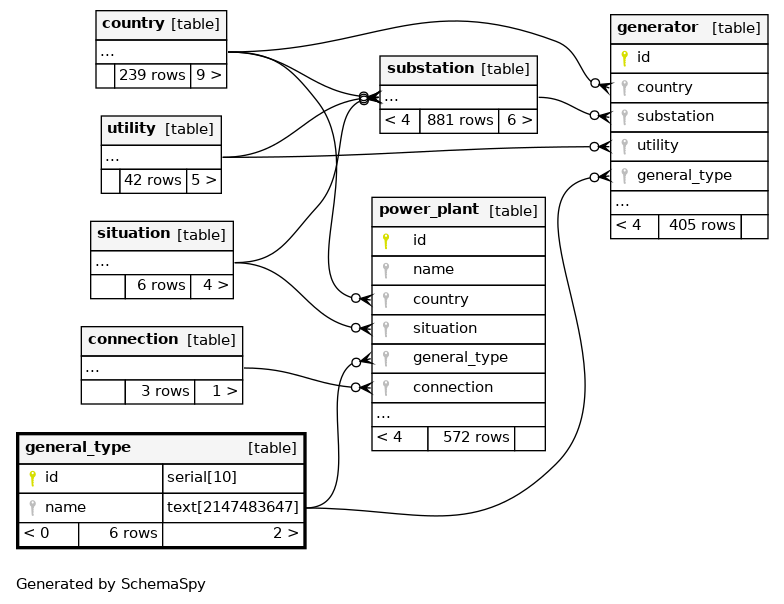 country [table]
...
239 rows 9 >
utility [table]
...
42 rows 5 >
situation [table]
...
6 rows 4 >
connection [table]
...
3 rows 1 >
general_type [table]
id serial[10]
name text[2147483647]
< 0 6 rows 2 >
substation [table]
...
< 4 881 rows 6 >
power_plant [table]
id
name
country
situation
general_type
connection
...
< 4 572 rows
generator [table]
id
country
substation
utility
general_type
...
< 4 405 rows
Generated by SchemaSpy